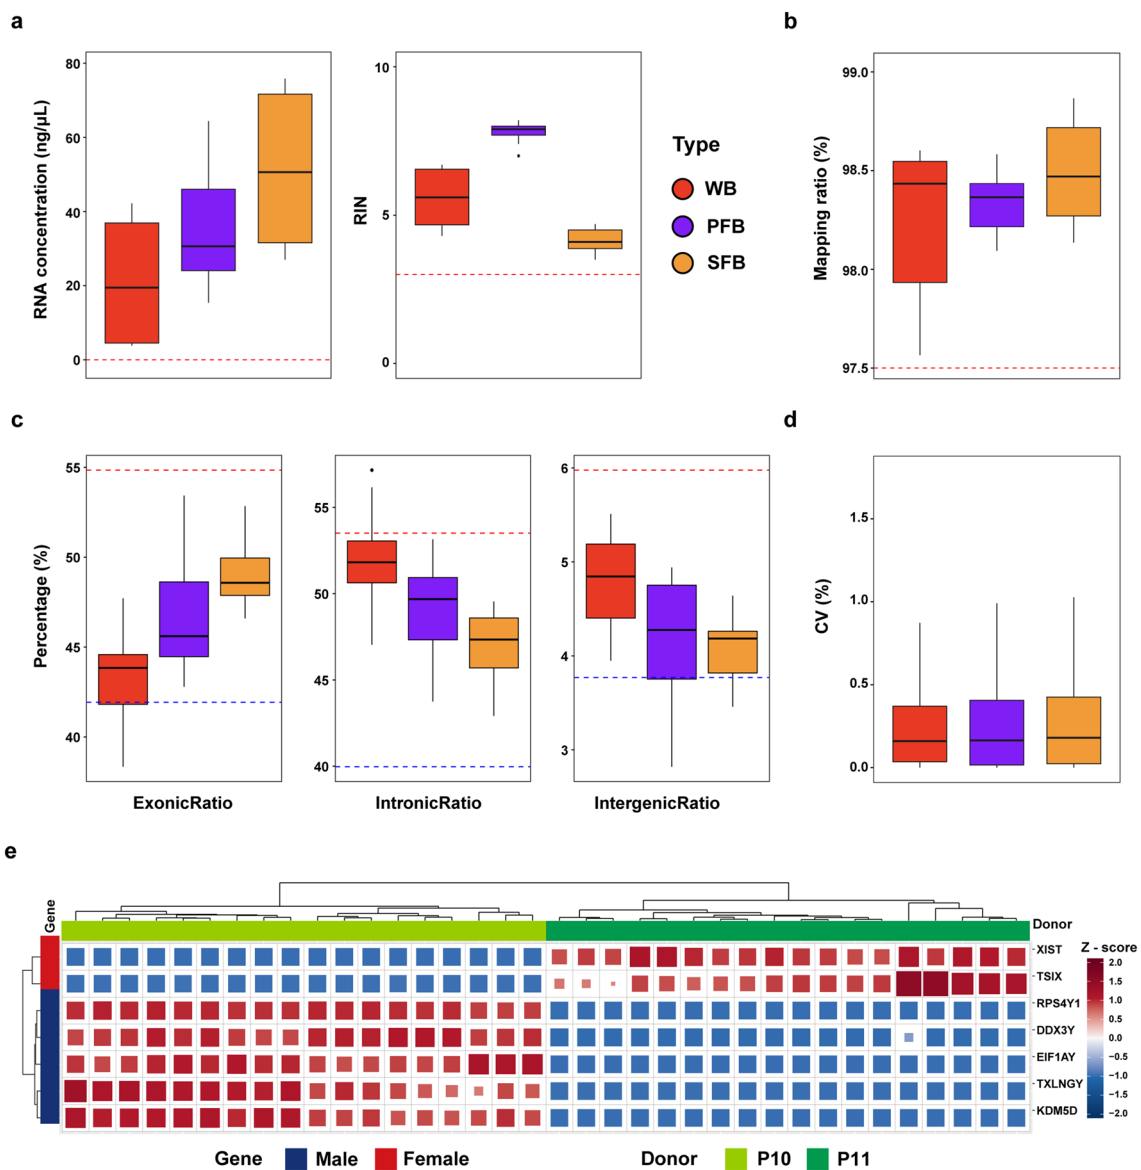 a
b
RNA concentration (ng/µL)
80
60
40
20
0
RIN
10
5
0
Type
WB
PFB
SFB
Mapping ratio (%)
99.0
98.5
98.0
97.5
c
d
Percentage (%)
55
50
45
40
ExonicRatio
55
50
45
40
IntronicRatio
6
5
4
3
IntergenicRatio
CV (%)
1.5
1.0
0.5
0.0
e
Gene
Donor
XIST
TSIX
RPS4Y1
DDX3Y
EIF1AY
TXLNGY
KDM5D
Z - score
2.0
1.5
1.0
0.5
0.0
−0.5
−1.0
−1.5
−2.0
Gene Male Female Donor P10 P11